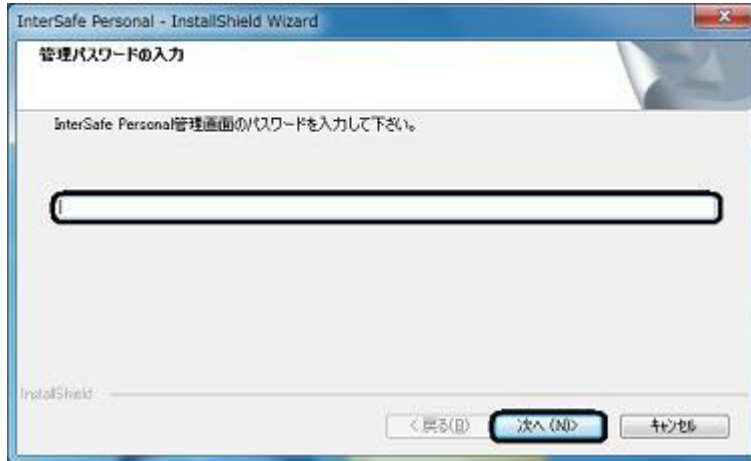 InterSafe Personal - InstallShield Wizard
管理パスワードの入力
InterSafe Personal管理画面のパスワードを入力して下さい。
InstallShield
< 戻る(B)
次へ (N)>
キャンセル